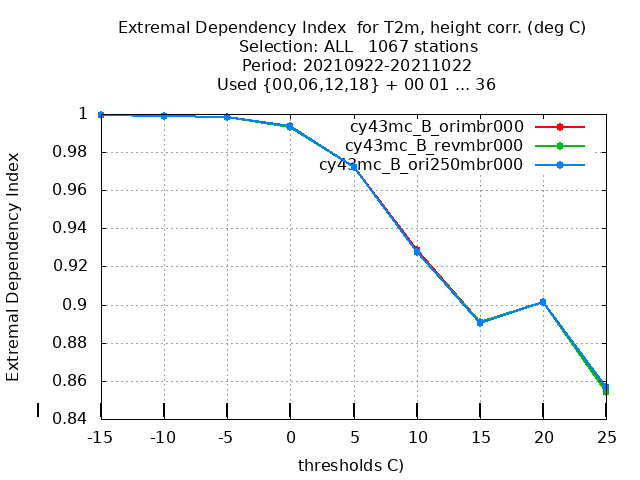 Extremal Dependency Index  for T2m, height corr. (deg C)
Selection: ALL   1067 stations
Period: 20210922-20211022
Used {00,06,12,18} + 00 01 ... 36
cy43mc_B_orimbr000
cy43mc_B_revmbr000
cy43mc_B_ori250mbr000
Extremal Dependency Index
1
0.98
0.96
0.94
0.92
0.9
0.88
0.86
0.84
-15 -10 -5 0 5 10 15 20 25
thresholds C)